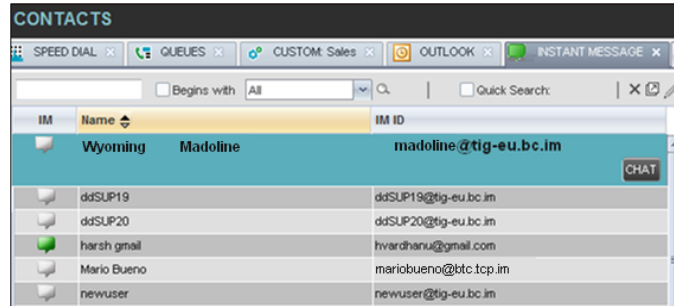 CONTACTS
SPEED DIAL QUEUES CUSTOM: Sales OUTLOOK INSTANT MESSAGE
Begins with All Quick Search:
IM Name IM ID
Wyoming Madoline madoline@tig-eu.bc.im
CHAT
ddSUP19 ddSUP19@tig-eu.bc.im
ddSUP20 ddSUP20@tig-eu.bc.im
harsh gmail hvardhanu@gmail.com
Mario Bueno mariobueno@btc.tcp.im
newuser newuser@tig-eu.bc.im